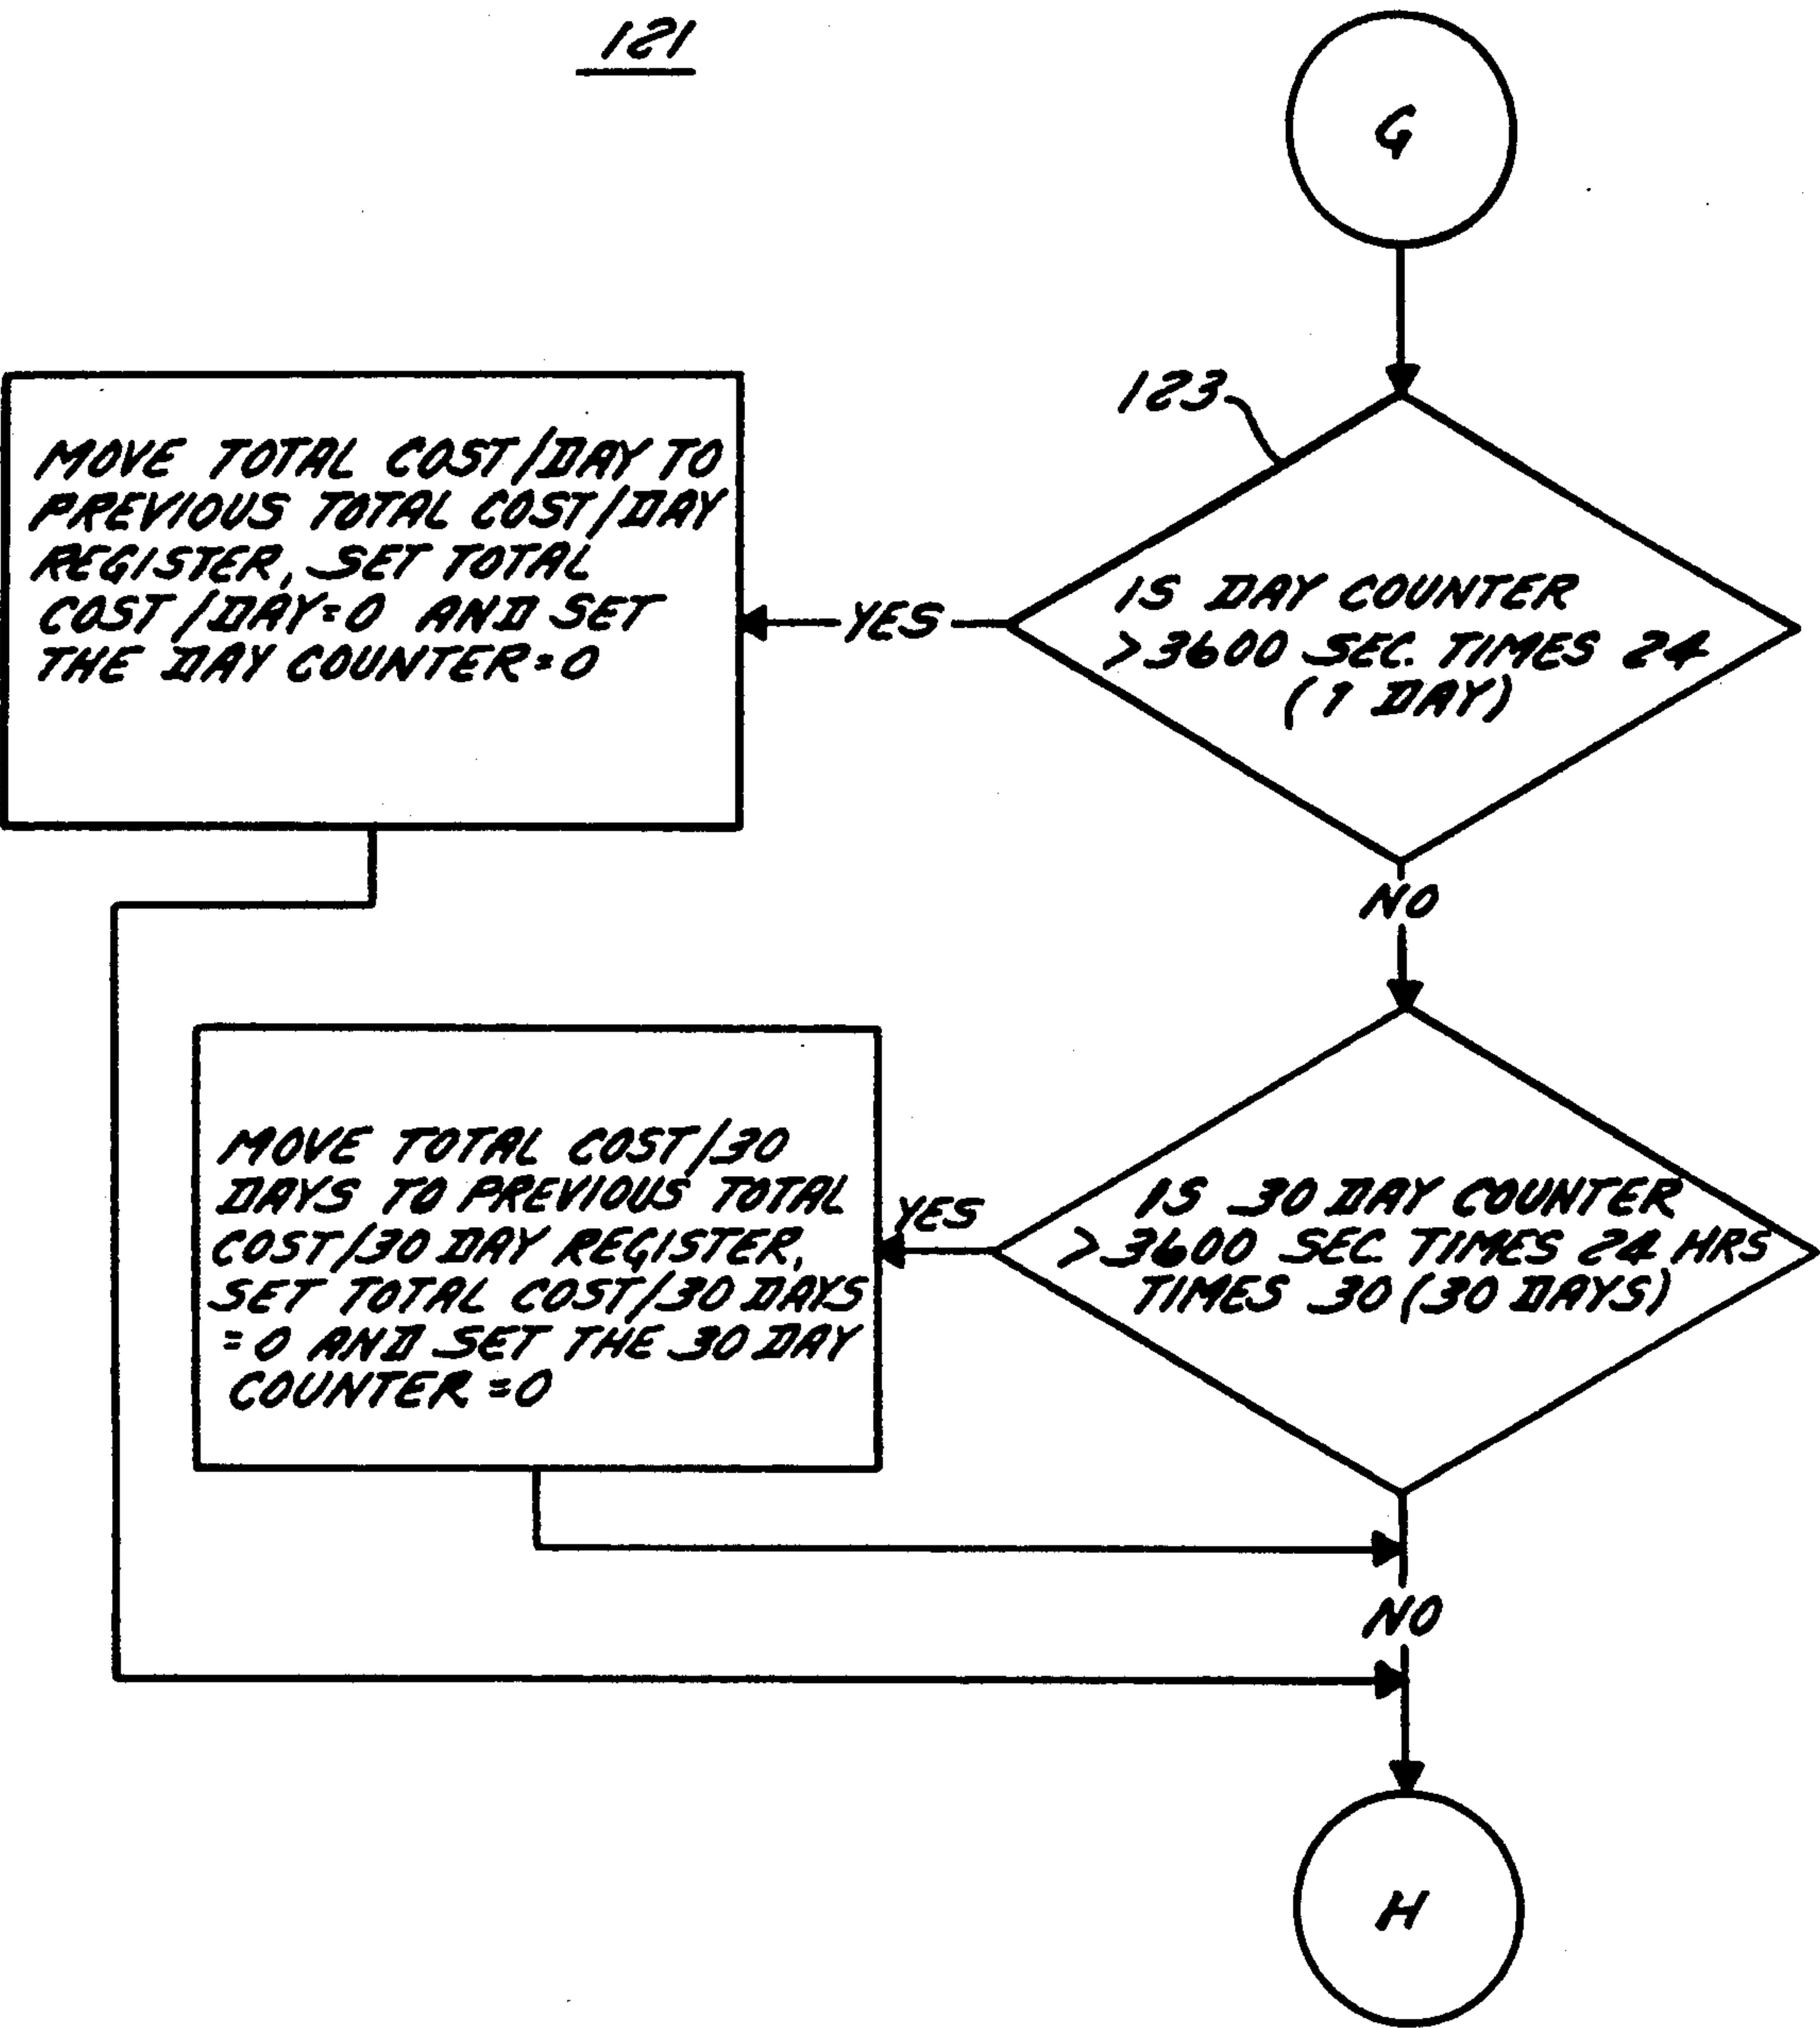 121
G
123
IS DAY COUNTER
>3600 SEC. TIMES 24
(1 DAY)
YES
MOVE TOTAL COST/DAY TO
PREVIOUS TOTAL COST/DAY
REGISTER, SET TOTAL
COST/DAY=0 AND SET
THE DAY COUNTER=0
NO
IS 30 DAY COUNTER
>3600 SEC. TIMES 24 HRS
TIMES 30 (30 DAYS)
YES
MOVE TOTAL COST/30
DAYS TO PREVIOUS TOTAL
COST/30 DAY REGISTER,
SET TOTAL COST/30 DAYS
=0 AND SET THE 30 DAY
COUNTER=0
NO
H